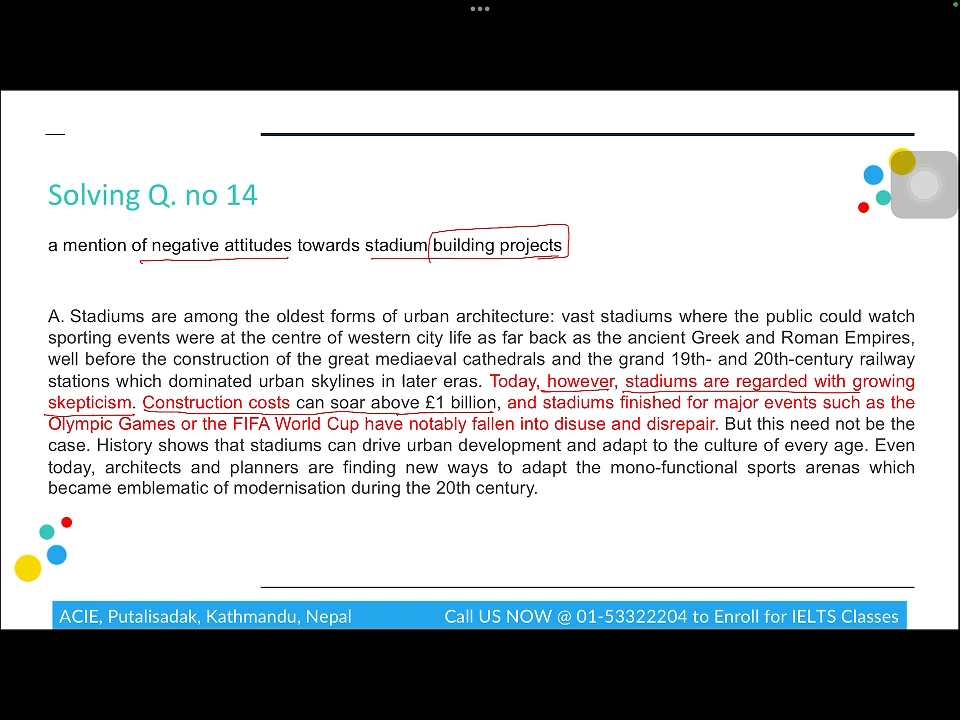 Solving Q. no 14
a mention of negative attitudes towards stadium building projects
A. Stadiums are among the oldest forms of urban architecture: vast stadiums where the public could watch
sporting events were at the centre of western city life as far back as the ancient Greek and Roman Empires,
well before the construction of the great mediaeval cathedrals and the grand 19th- and 20th-century railway
stations which dominated urban skylines in later eras. Today, however, stadiums are regarded with growing
skepticism. Construction costs can soar above £1 billion, and stadiums finished for major events such as the
Olympic Games or the FIFA World Cup have notably fallen into disuse and disrepair. But this need not be the
case. History shows that stadiums can drive urban development and adapt to the culture of every age. Even
today, architects and planners are finding new ways to adapt the mono-functional sports arenas which
became emblematic of modernisation during the 20th century.
ACIE, Putalisadak, Kathmandu, Nepal
Call US NOW @ 01-53322204 to Enroll for IELTS Classes